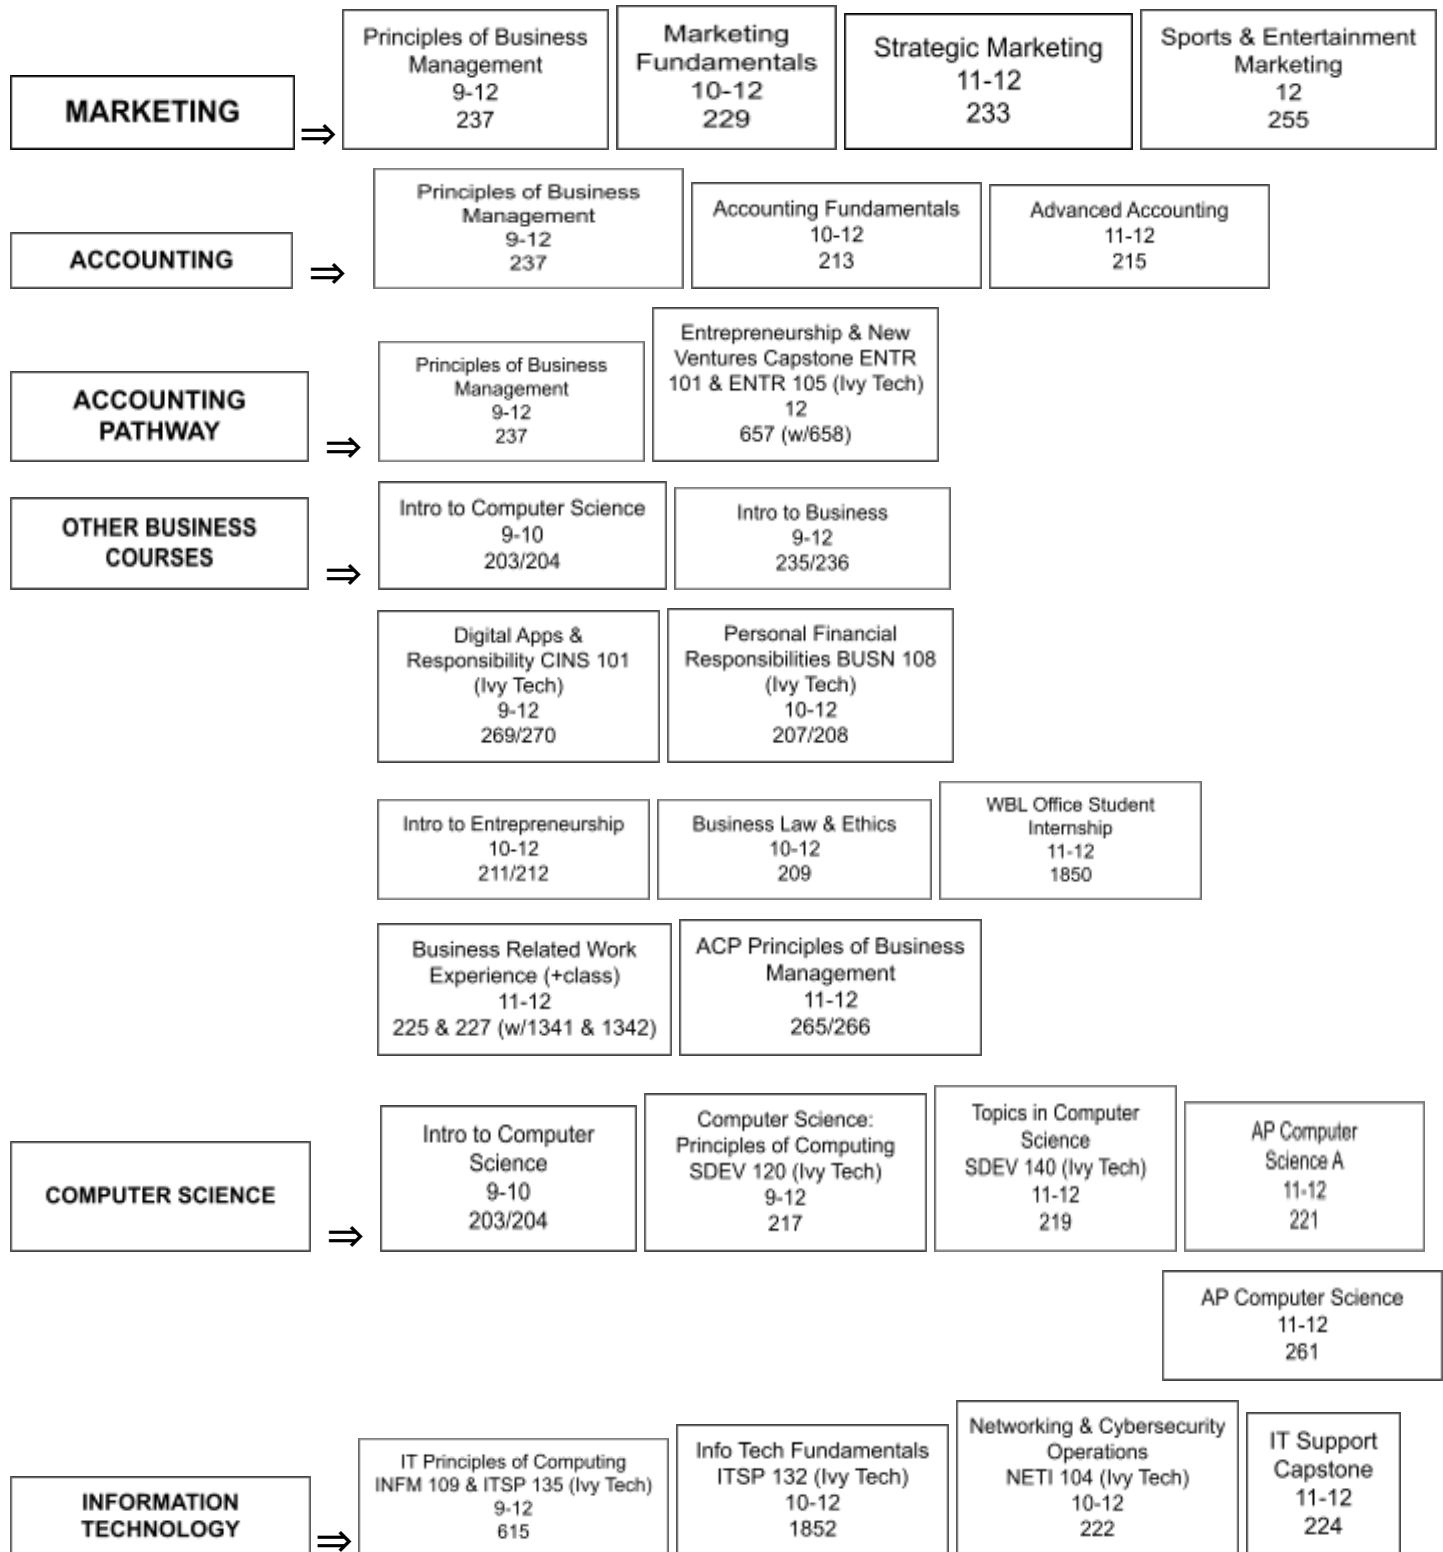 MARKETING
⇒
Principles of Business
Management
9-12
237
Marketing
Fundamentals
10-12
229
Strategic Marketing
11-12
233
Sports & Entertainment
Marketing
12
255
ACCOUNTING
⇒
Principles of Business
Management
9-12
237
Accounting Fundamentals
10-12
213
Advanced Accounting
11-12
215
ACCOUNTING
PATHWAY
⇒
Principles of Business
Management
9-12
237
Entrepreneurship & New
Ventures Capstone ENTR
101 & ENTR 105 (Ivy Tech)
12
657 (w/658)
OTHER BUSINESS
COURSES
⇒
Intro to Computer Science
9-10
203/204
Intro to Business
9-12
235/236
Digital Apps &
Responsibility CINS 101
(Ivy Tech)
9-12
269/270
Personal Financial
Responsibilities BUSN 108
(Ivy Tech)
10-12
207/208
Intro to Entrepreneurship
10-12
211/212
Business Law & Ethics
10-12
209
WBL Office Student
Internship
11-12
1850
Business Related Work
Experience (+class)
11-12
225 & 227 (w/1341 & 1342)
ACP Principles of Business
Management
11-12
265/266
COMPUTER SCIENCE
⇒
Intro to Computer
Science
9-10
203/204
Computer Science:
Principles of Computing
SDEV 120 (Ivy Tech)
9-12
217
Topics in Computer
Science
SDEV 140 (Ivy Tech)
11-12
219
AP Computer
Science A
11-12
221
AP Computer Science
11-12
261
INFORMATION
TECHNOLOGY
⇒
IT Principles of Computing
INFM 109 & ITSP 135 (Ivy Tech)
9-12
615
Info Tech Fundamentals
ITSP 132 (Ivy Tech)
10-12
1852
Networking & Cybersecurity
Operations
NETI 104 (Ivy Tech)
10-12
222
IT Support
Capstone
11-12
224